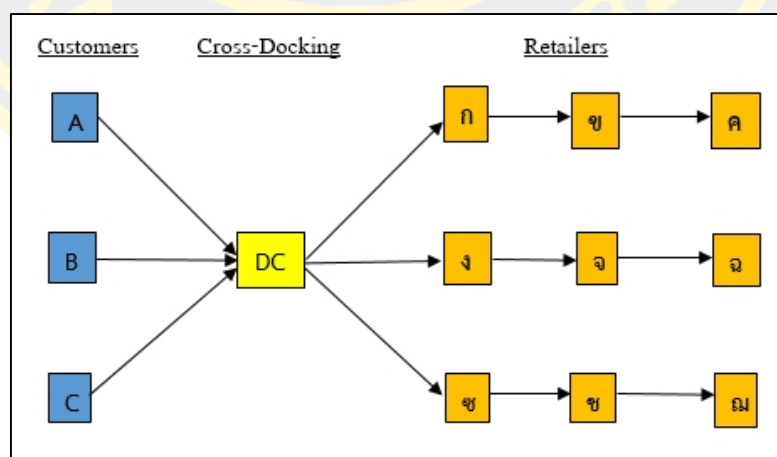 Customers Cross-Docking Retailers
A ก ข ค
B DC ง จ ฉ
C ซ ช ฌ